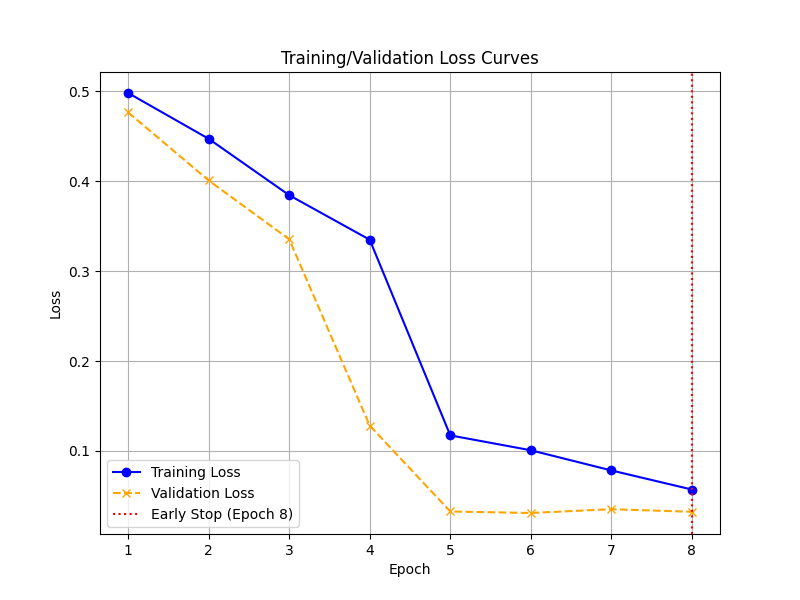 Training/Validation Loss Curves
Loss
0.5
0.4
0.3
0.2
0.1
Training Loss
Validation Loss
Early Stop (Epoch 8)
1 2 3 4 5 6 7 8
Epoch